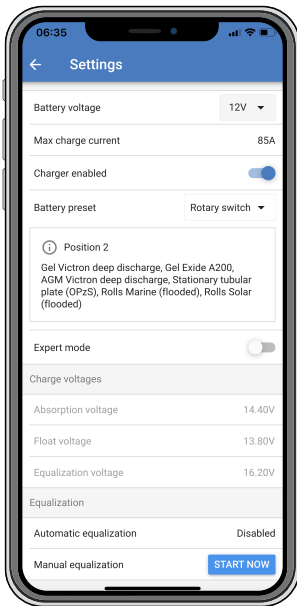 06:35
Settings
Battery voltage 12V
Max charge current 85A
Charger enabled
Battery preset Rotary switch
Position 2
Gel Victron deep discharge, Gel Exide A200,
AGM Victron deep discharge, Stationary tubular
plate (OPzS), Rolls Marine (flooded), Rolls Solar
(flooded)
Expert mode
Charge voltages
Absorption voltage 14.40V
Float voltage 13.80V
Equalization voltage 16.20V
Equalization
Automatic equalization Disabled
Manual equalization START NOW